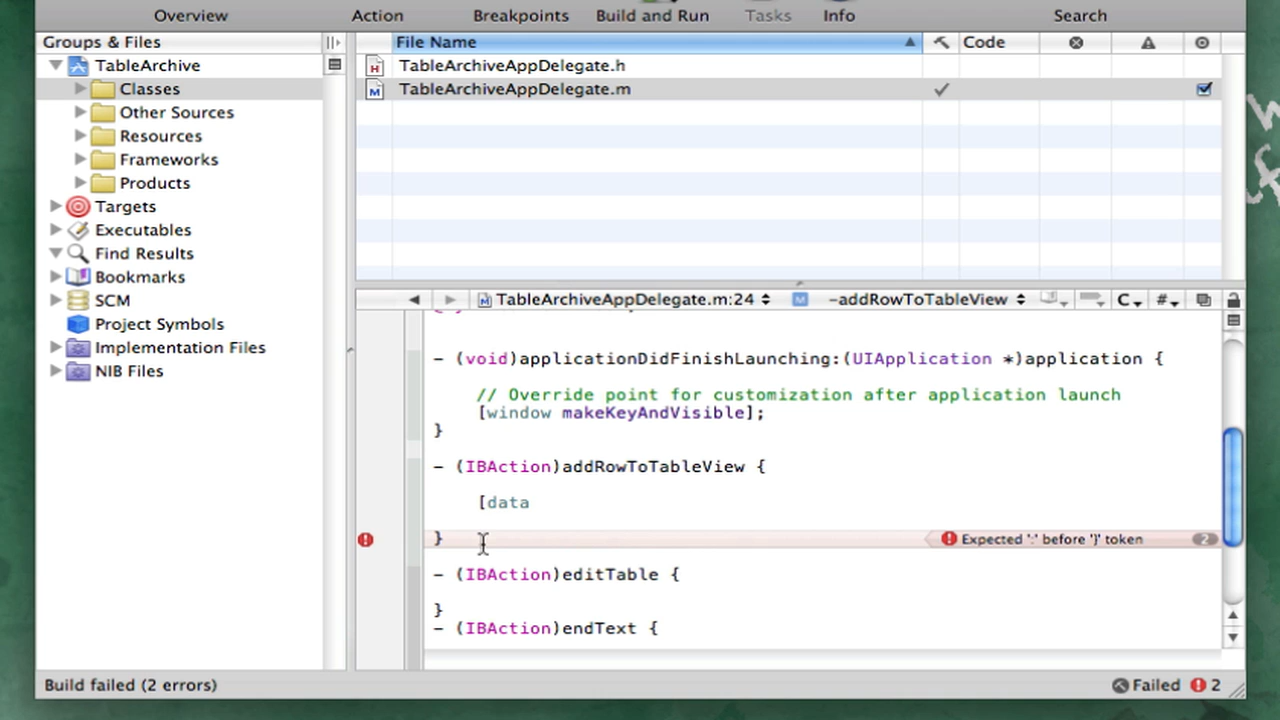 Overview Action Breakpoints Build and Run Tasks Info Search
Groups & Files
File Name Code
TableArchive
TableArchiveAppDelegate.h
Classes
TableArchiveAppDelegate.m
Other Sources
Resources
Frameworks
Products
Targets
Executables
Find Results
Bookmarks
SCM
Project Symbols
Implementation Files
NIB Files
TableArchiveAppDelegate.m:24 -addRowToTableView C #
- (void)applicationDidFinishLaunching:(UIApplication *)application {
// Override point for customization after application launch
[window makeKeyAndVisible];
}
- (IBAction)addRowToTableView {
[data
} Expected ':' before '}' token 2
- (IBAction)editTable {
}
- (IBAction)endText {
Build failed (2 errors) Failed 2